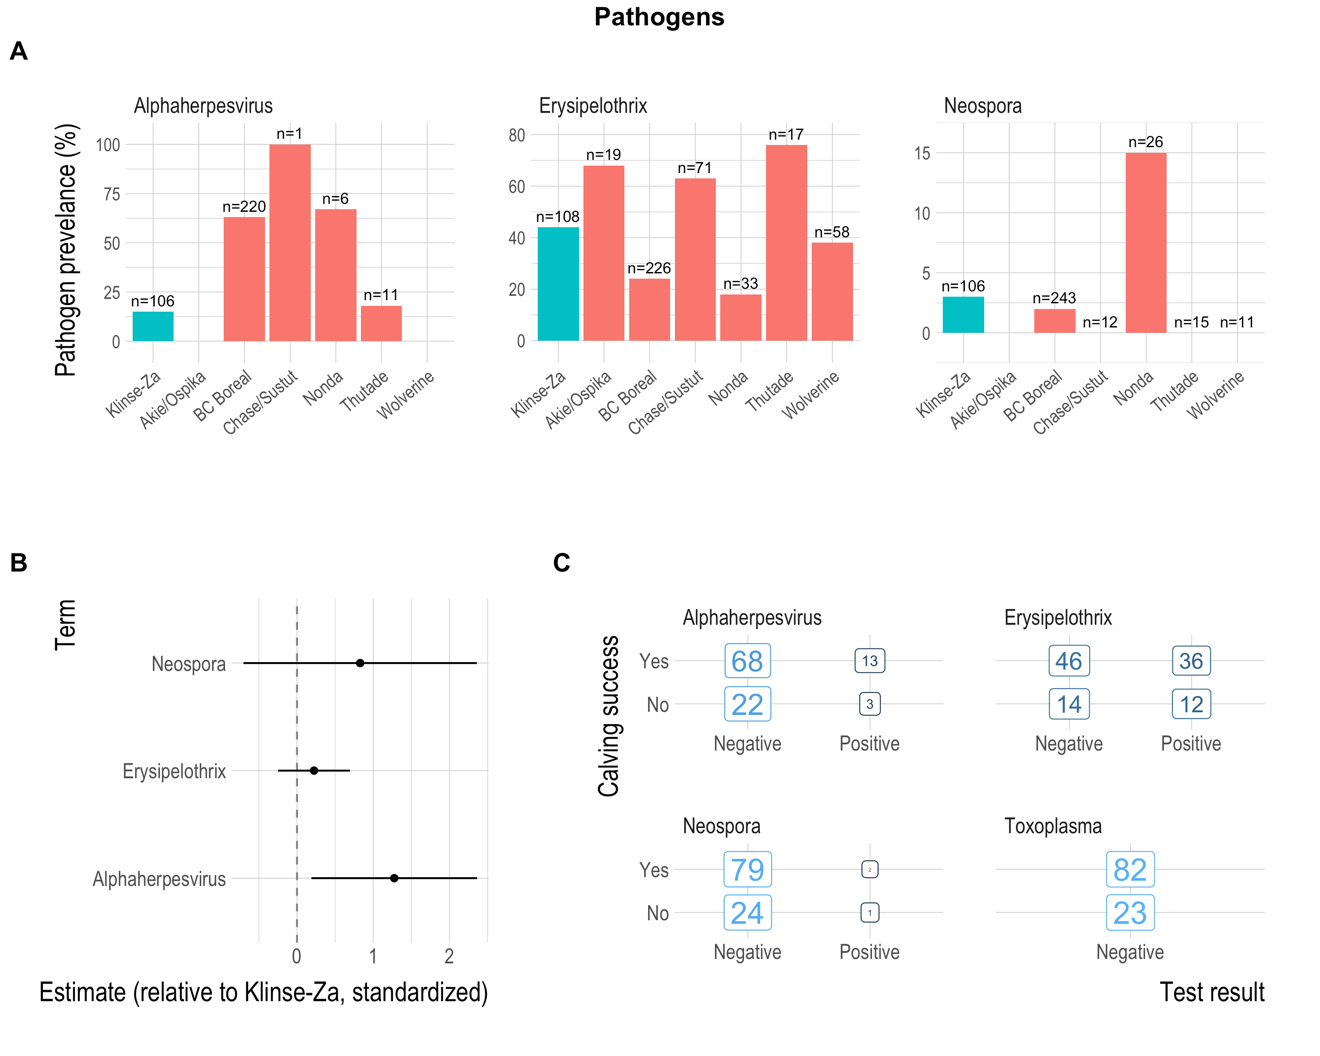 Pathogens
A
Pathogen prevelance (%)
Alphaherpesvirus
100
75
50
25
0
n=106
n=220
n=1
n=6
n=11
Klinse-Za
Akie/Ospika
BC Boreal
Chase/Sustut
Nonda
Thutade
Wolverine
Erysipelothrix
80
60
40
20
0
n=108
n=19
n=226
n=71
n=33
n=17
n=58
Klinse-Za
Akie/Ospika
BC Boreal
Chase/Sustut
Nonda
Thutade
Wolverine
Neospora
15
10
5
0
n=106
n=243
n=12
n=26
n=15
n=11
Klinse-Za
Akie/Ospika
BC Boreal
Chase/Sustut
Nonda
Thutade
Wolverine
B
Term
Neospora
Erysipelothrix
Alphaherpesvirus
0 1 2
Estimate (relative to Klinse-Za, standardized)
C
Calving success
Alphaherpesvirus
Yes 68 13
No 22 3
Negative Positive
Erysipelothrix
46 36
14 12
Negative Positive
Neospora
Yes 79 2
No 24 1
Negative Positive
Toxoplasma
82
23
Negative
Test result